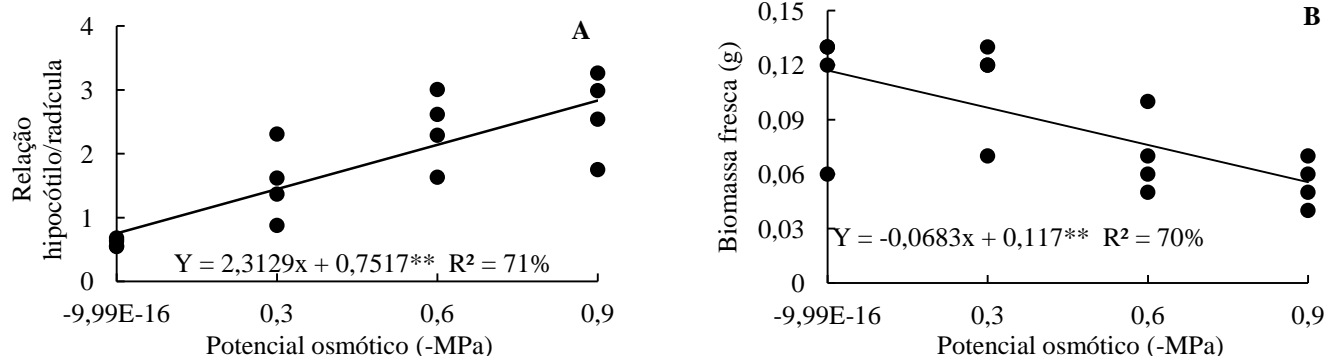 A
Relação
hipocótilo/radícula
4
3
2
1
0
Y = 2,3129x + 0,7517** R² = 71%
-9,99E-16 0,3 0,6 0,9
Potencial osmótico (-MPa)
B
Biomassa fresca (g)
0,15
0,12
0,09
0,06
0,03
0
Y = -0,0683x + 0,117** R² = 70%
-9,99E-16 0,3 0,6 0,9
Potencial osmótico (-MPa)